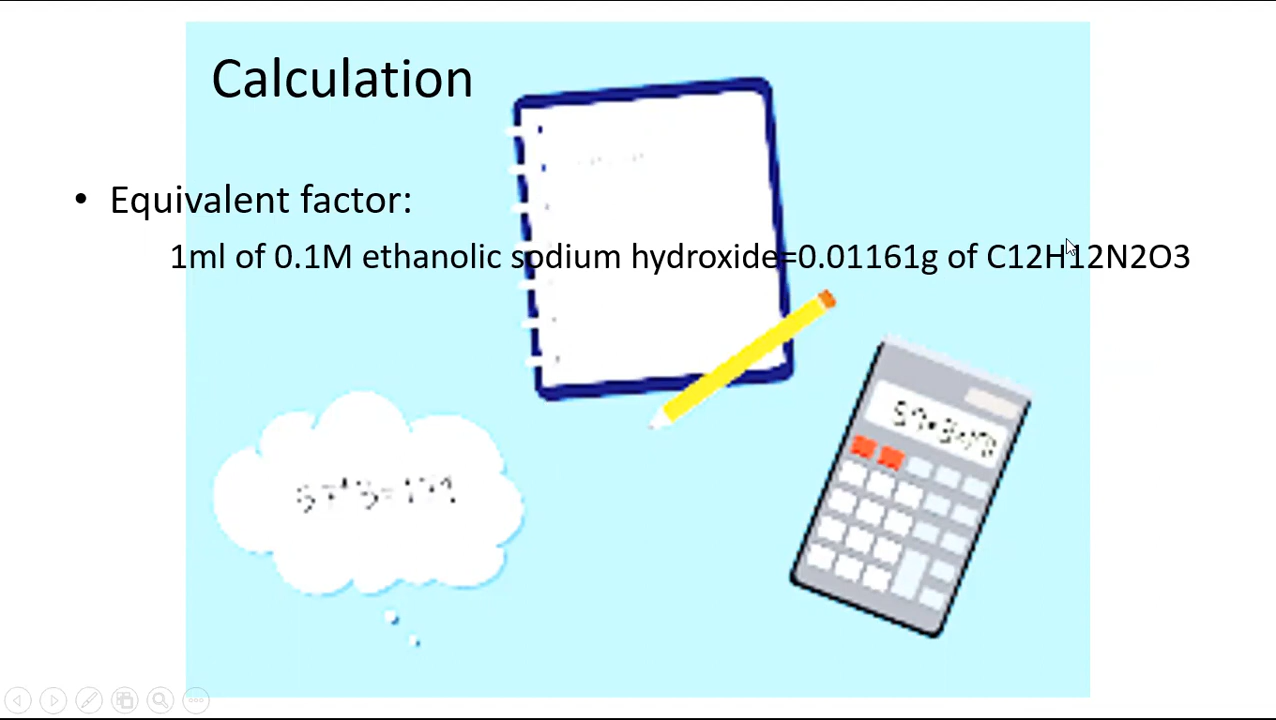 Calculation
• Equivalent factor:
1ml of 0.1M ethanolic sodium hydroxide=0.01161g of C12H12N2O3